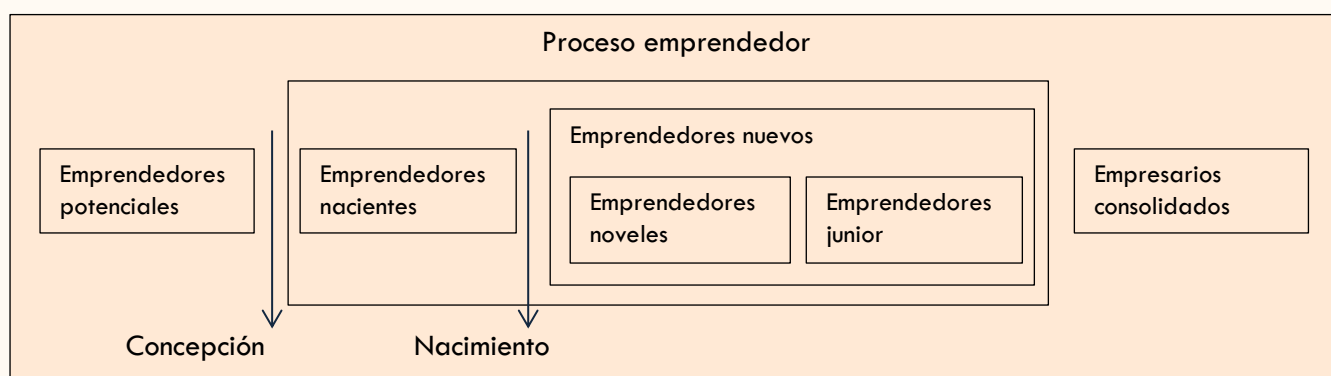 Proceso emprendedor
Emprendedores
potenciales
Emprendedores
nacientes
Emprendedores nuevos
Emprendedores
noveles
Emprendedores
junior
Empresarios
consolidados
Concepción
Nacimiento